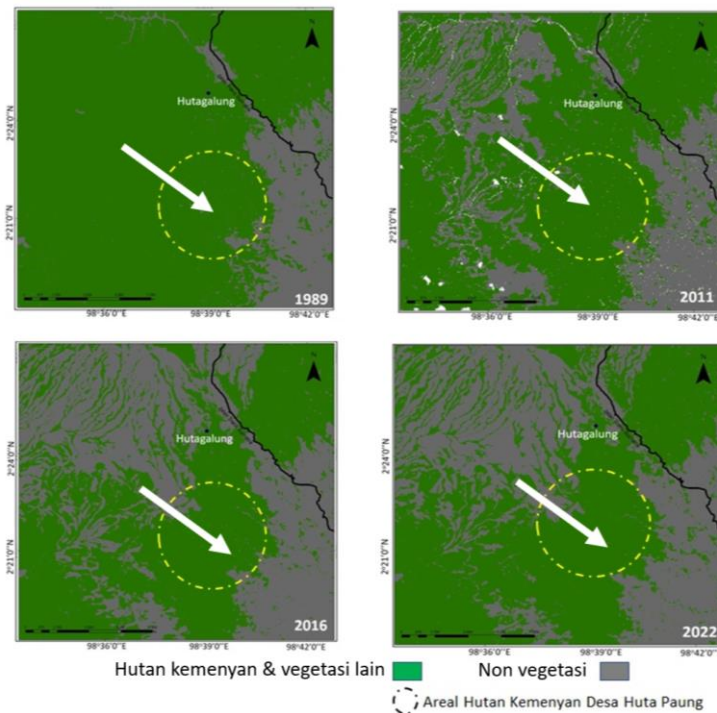 N
Hutagalung
2°24'0"N
2°21'0"N
1989
98°36'0"E 98°39'0"E 98°42'0"E
N
Hutagalung
2°24'0"N
2°21'0"N
2011
98°36'0"E 98°39'0"E 98°42'0"E
N
Hutagalung
2°24'0"N
2°21'0"N
2016
98°36'0"E 98°39'0"E 98°42'0"E
N
Hutagalung
2°24'0"N
2°21'0"N
2022
98°36'0"E 98°39'0"E 98°42'0"E
Hutan kemenyan & vegetasi lain Non vegetasi
Areal Hutan Kemenyan Desa Huta Paung